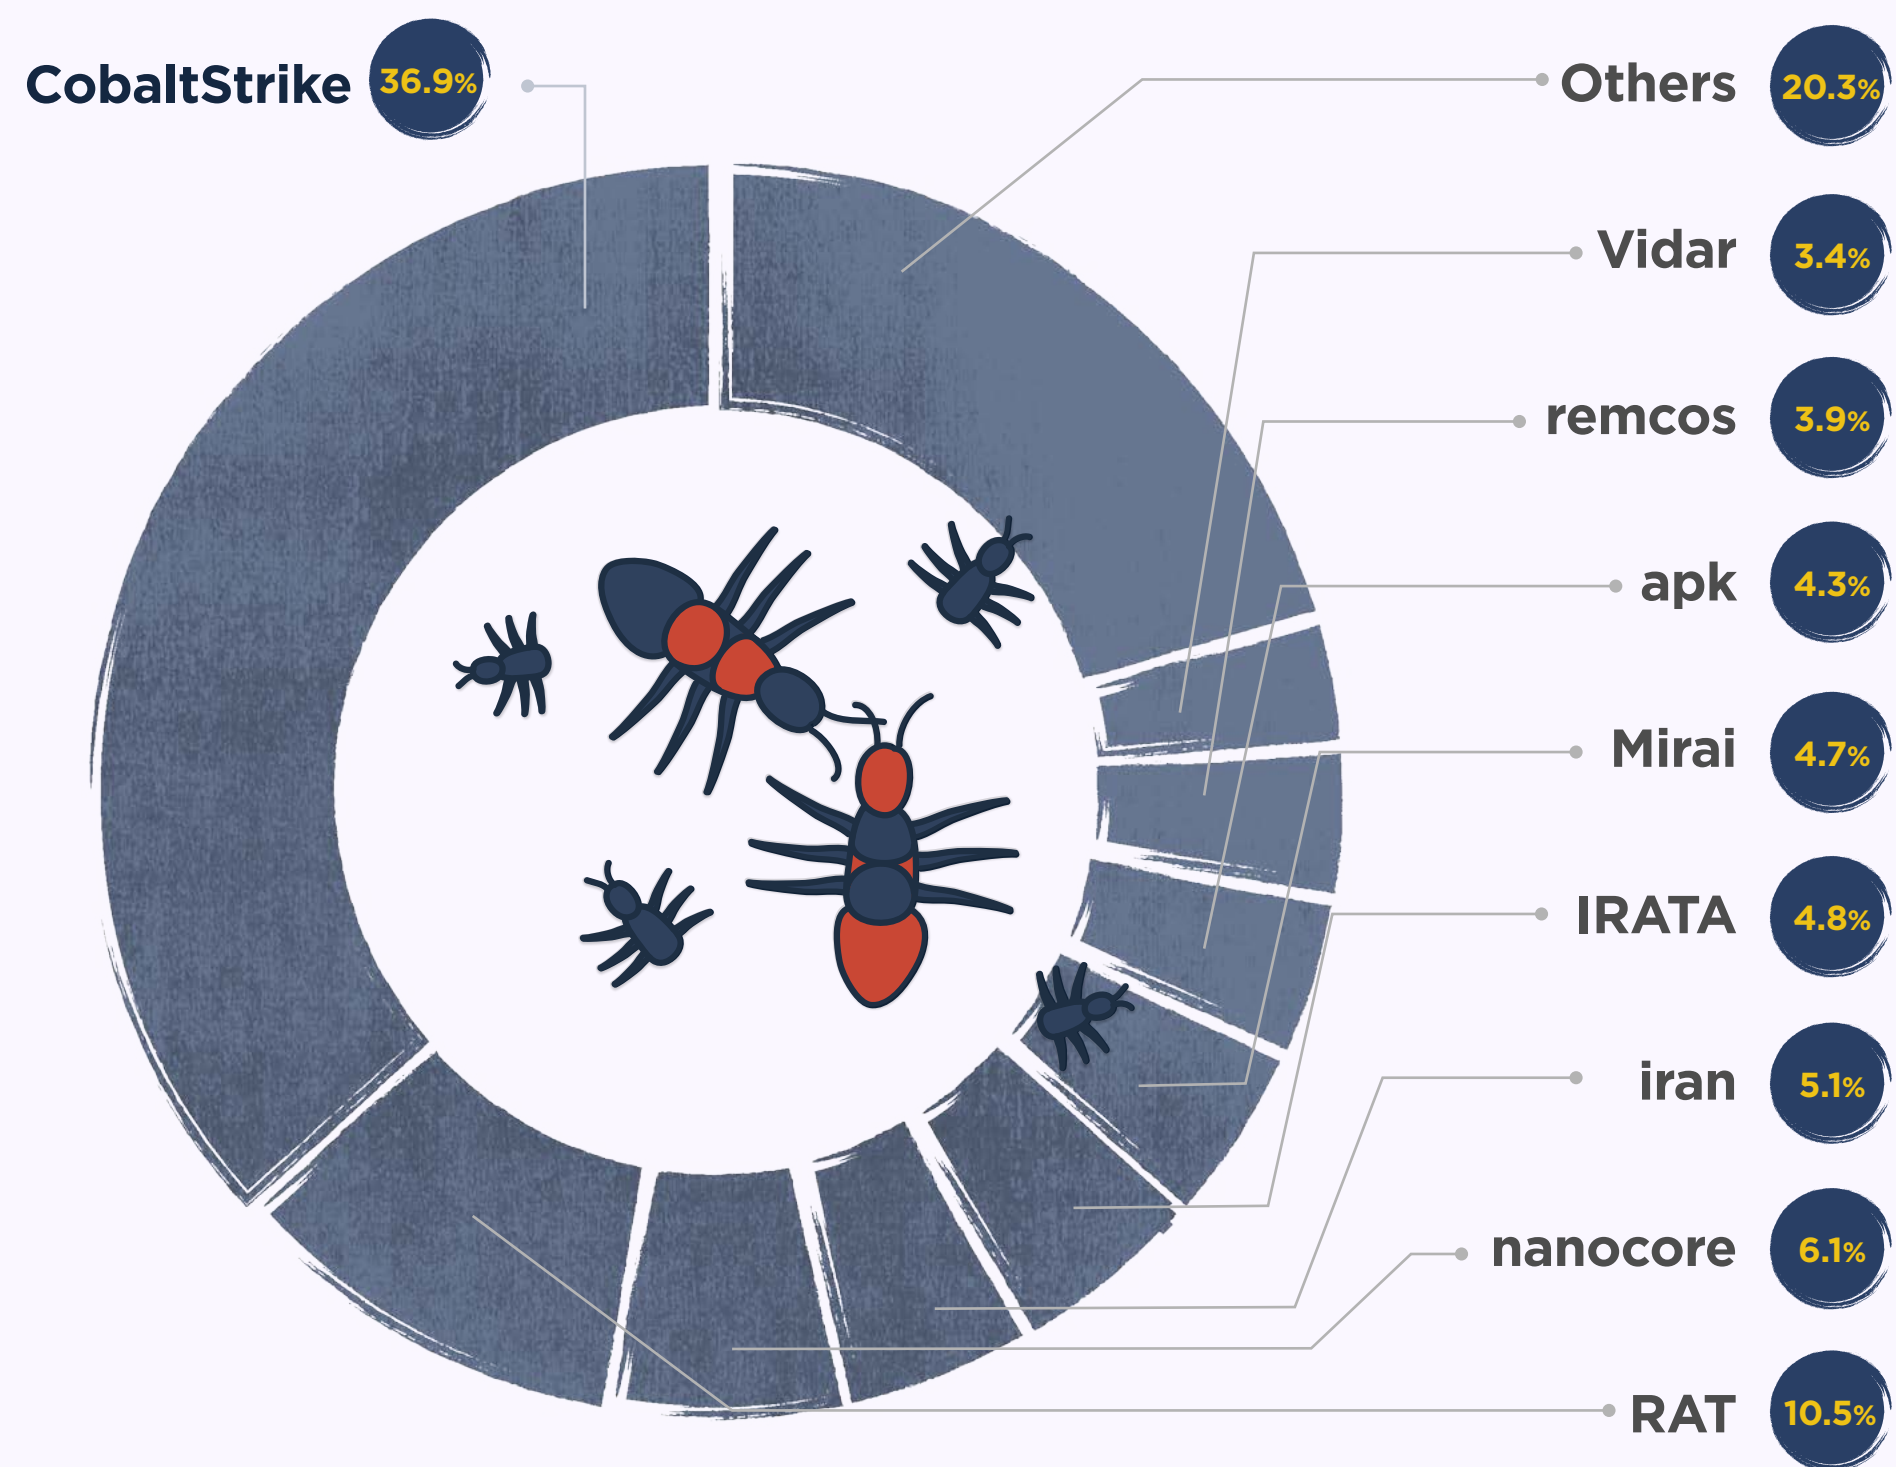 CobaltStrike 36.9%
Others 20.3%
Vidar 3.4%
remcos 3.9%
apk 4.3%
Mirai 4.7%
IRATA 4.8%
iran 5.1%
nanocore 6.1%
RAT 10.5%